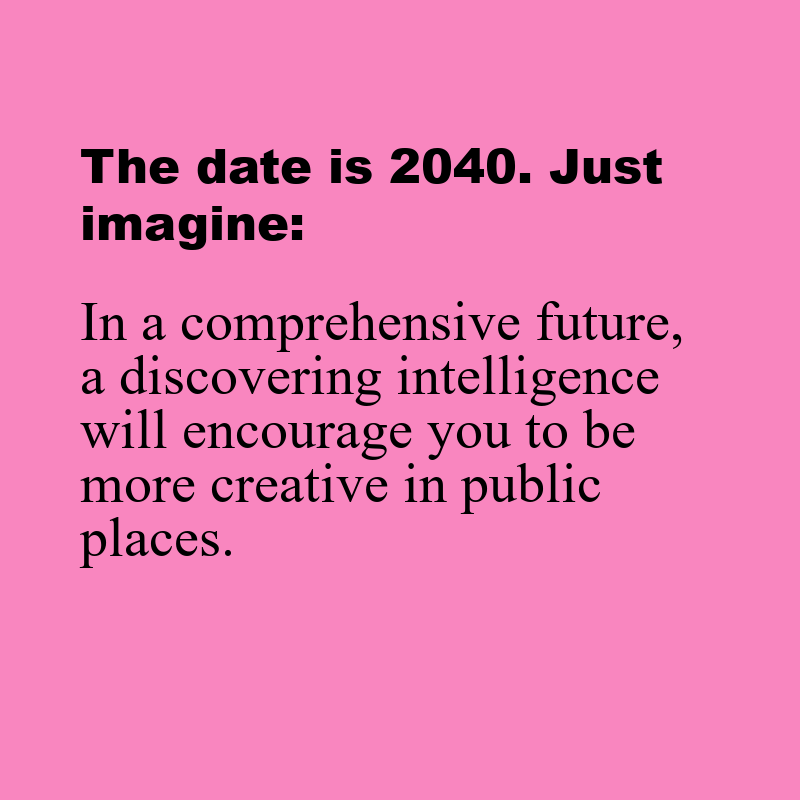 The date is 2040. Just
imagine:
In a comprehensive future,
a discovering intelligence
will encourage you to be
more creative in public
places.